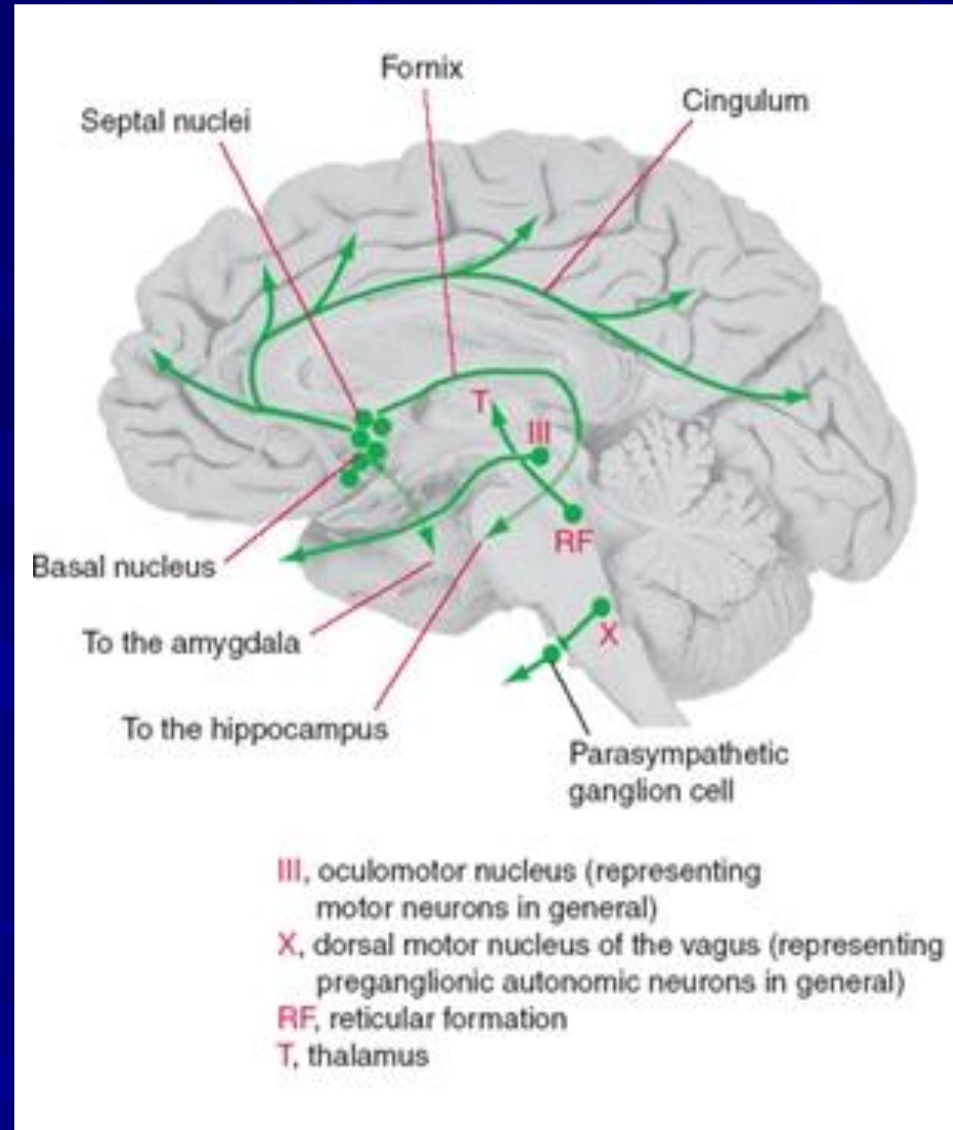 Fornix
Cingulum
Septal nuclei
T
III
RF
Basal nucleus
X
To the amygdala
To the hippocampus
Parasympathetic
ganglion cell
III, oculomotor nucleus (representing
motor neurons in general)
X, dorsal motor nucleus of the vagus (representing
preganglionic autonomic neurons in general)
RF, reticular formation
T, thalamus